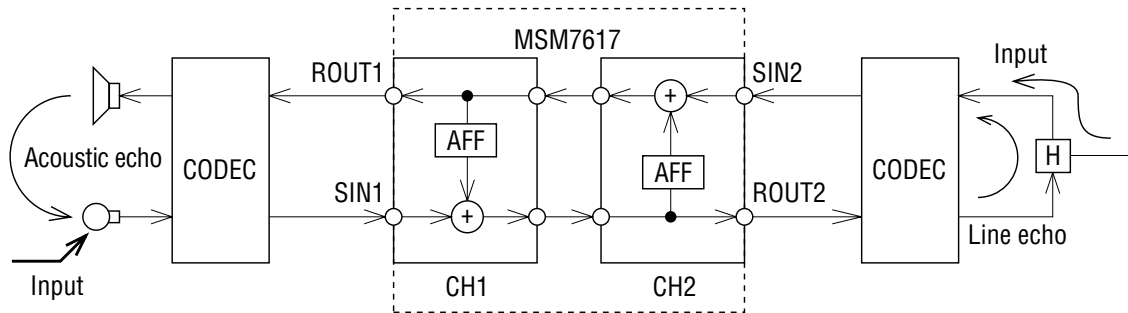 MSM7617
ROUT1
SIN2
Input
AFF
+
Acoustic echo
CODEC
CODEC
H
AFF
SIN1
+
ROUT2
Line echo
Input
CH1
CH2